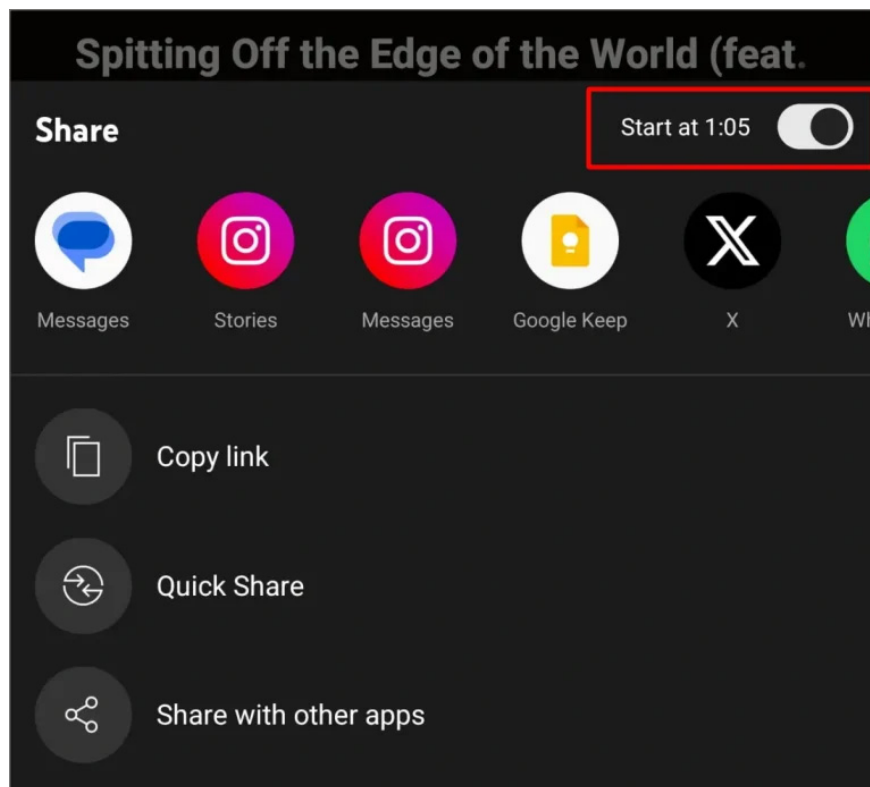 Spitting Off the Edge of the World (feat.
Share
Start at 1:05
Messages
Stories
Messages
Google Keep
X
Wh
Copy link
Quick Share
Share with other apps